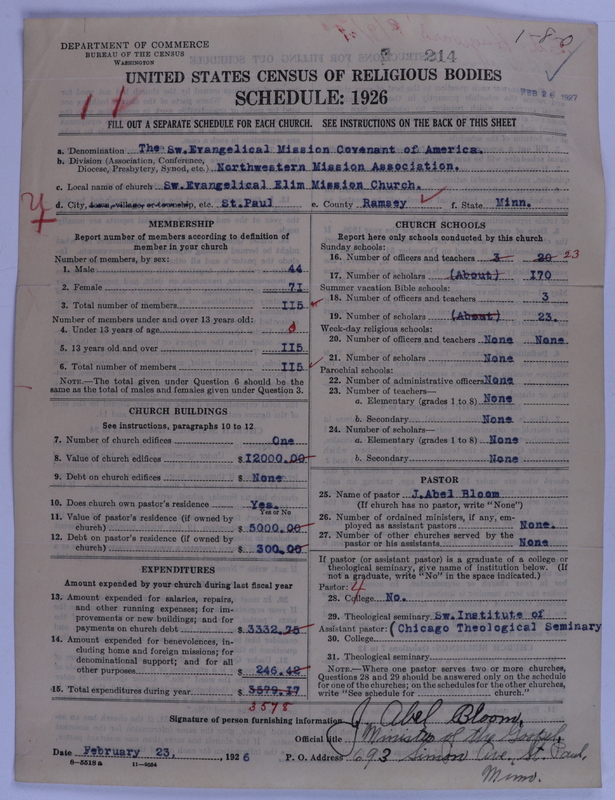 DEPARTMENT OF COMMERCE
BUREAU OF THE CENSUS
WASHINGTON
1-8-0
3 214
FEB 26 1927
UNITED STATES CENSUS OF RELIGIOUS BODIES
SCHEDULE: 1926
FILL OUT A SEPARATE SCHEDULE FOR EACH CHURCH. SEE INSTRUCTIONS ON THE BACK OF THIS SHEET
a. Denomination The Sw.Evangelical Mission Covenant of America.
b. Division (Association, Conference, Diocese, Presbytery, Synod, etc.) Northwestern Mission Association.
c. Local name of church Sw.Evangelical Elim Mission Church.
d. City, town, village, or township, etc. St.Paul e. County Ramsey f. State Minn.
MEMBERSHIP
Report number of members according to definition of
member in your church
Number of members, by sex:
1. Male 44
2. Female 71
3. Total number of members 115
Number of members under and over 13 years old:
4. Under 13 years of age 0
5. 13 years old and over 115
6. Total number of members 115
NOTE.—The total given under Question 6 should be the
same as the total of males and females given under Question 3.
CHURCH BUILDINGS
See instructions, paragraphs 10 to 12
7. Number of church edifices One
8. Value of church edifices $12000.00
9. Debt on church edifices $ None
10. Does church own pastor's residence Yes.
Yes or No
11. Value of pastor's residence (if owned by
church) $5000.00
12. Debt on pastor's residence (if owned by
church) 300.00
EXPENDITURES
Amount expended by your church during last fiscal year
13. Amount expended for salaries, repairs,
and other running expenses; for im-
provements or new buildings; and for
payments on church debt $3332.75
14. Amount expended for benevolences, in-
cluding home and foreign missions; for
denominational support; and for all
other purposes $246.42
15. Total expenditures during year $3579.17
3578
CHURCH SCHOOLS
Report here only schools conducted by this church
Sunday schools:
16. Number of officers and teachers 3 20 23
17. Number of scholars (About) 170
Summer vacation Bible schools:
18. Number of officers and teachers 3
19. Number of scholars (About) 23.
Week-day religious schools:
20. Number of officers and teachers None None
21. Number of scholars None
Parochial schools:
22. Number of administrative officers None
23. Number of teachers—
a. Elementary (grades 1 to 8) None
b. Secondary None
24. Number of scholars—
a. Elementary (grades 1 to 8) None
b. Secondary None
PASTOR
25. Name of pastor J.Abel Bloom
(If church has no pastor, write "None")
26. Number of ordained ministers, if any, em-
ployed as assistant pastors None.
27. Number of other churches served by the
pastor or his assistants None
If pastor (or assistant pastor) is a graduate of a college or
theological seminary, give name of institution below. (If
not a graduate, write "No" in the space indicated.)
Pastor: 4
28. College No.
29. Theological seminary Sw.Institute of
Assistant pastor: (Chicago Theological Seminary
30. College
31. Theological seminary
NOTE.—Where one pastor serves two or more churches,
Questions 28 and 29 should be answered only on the schedule
for one of the churches; on the schedules for the other churches,
write "See schedule for church."
Signature of person furnishing information J. Abel Bloom,
Official title Minister of the Gospel,
Date February 23, 1926 P. O. Address 693 Simon Ave, St. Paul,
Minn.
8-5518a 11-9654